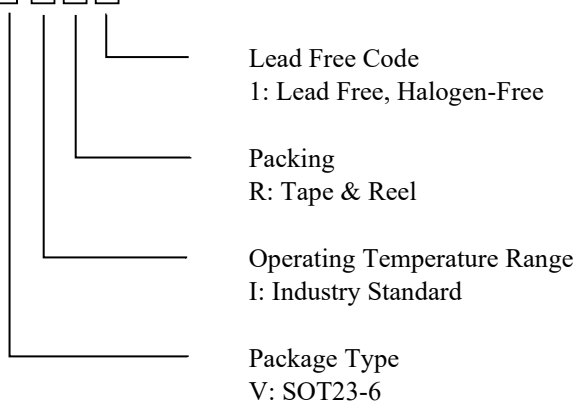 Lead Free Code
1: Lead Free, Halogen-Free
Packing
R: Tape & Reel
Operating Temperature Range
I: Industry Standard
Package Type
V: SOT23-6